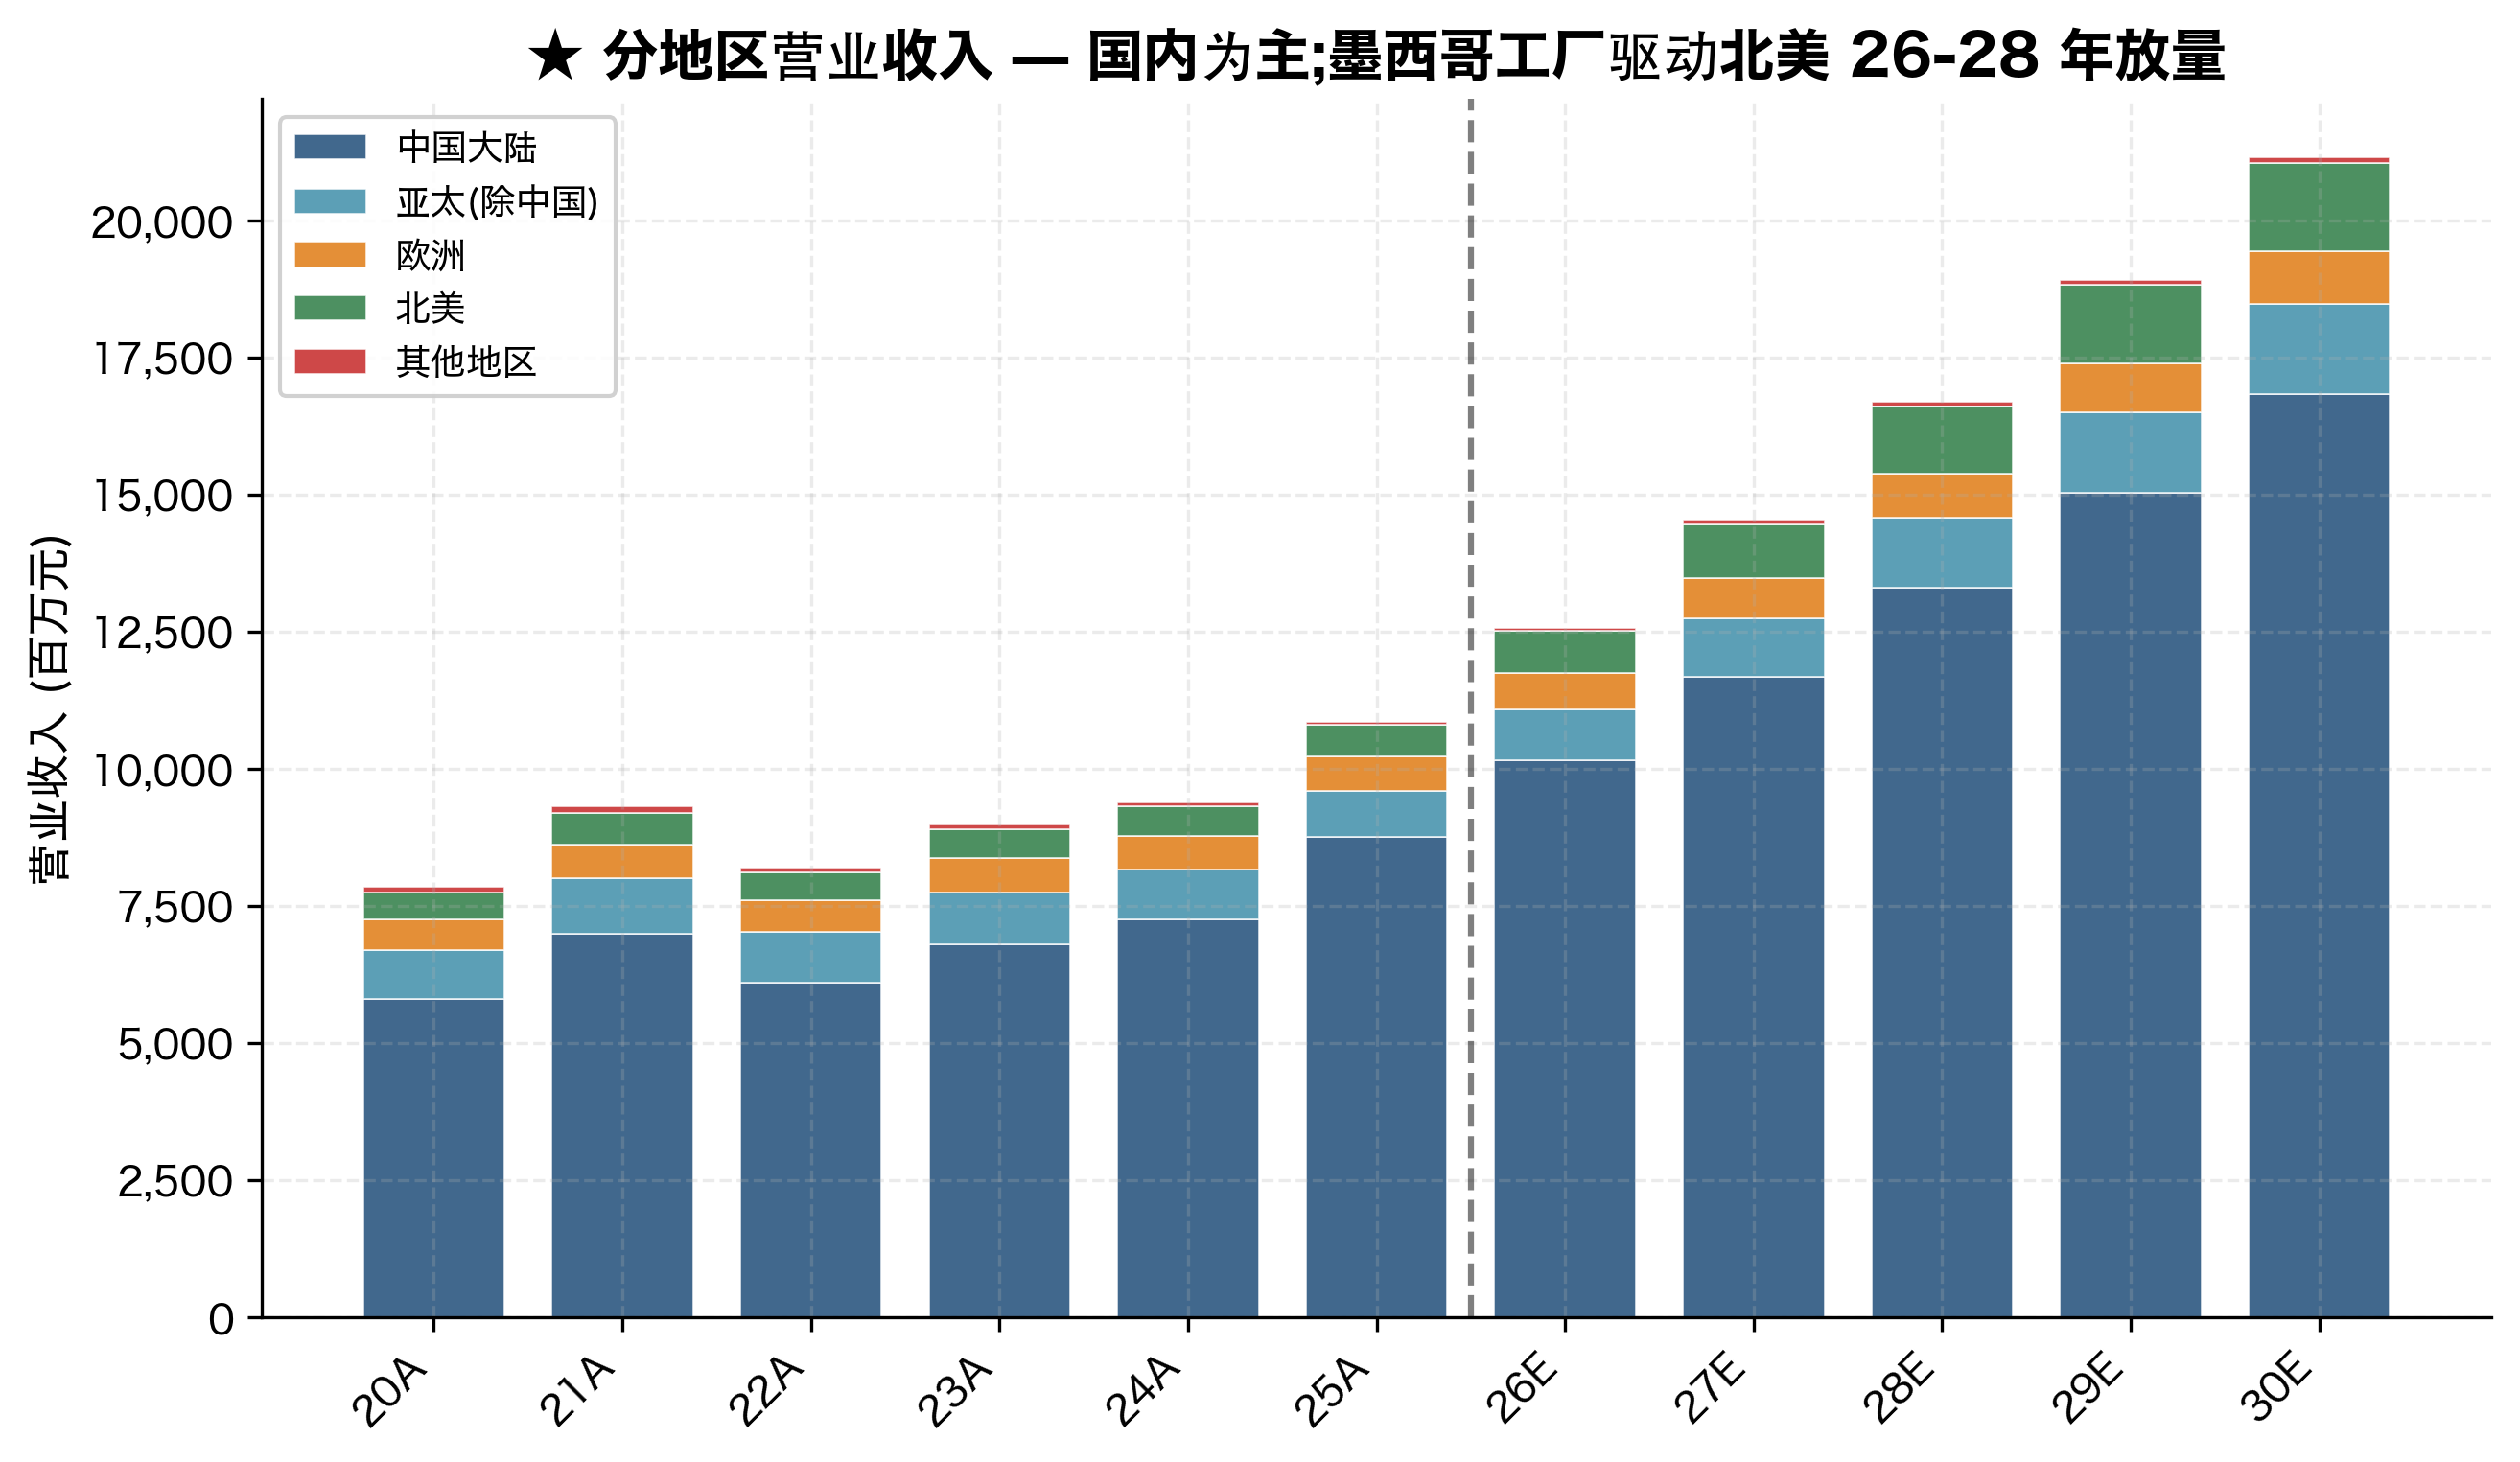 ★ 分地区营业收入 — 国内为主;墨西哥工厂驱动北美 26-28 年放量
中国大陆
亚太(除中国)
欧洲
北美
其他地区
营业收入 (百万元)
20,000
17,500
15,000
12,500
10,000
7,500
5,000
2,500
0
20A
21A
22A
23A
24A
25A
26E
27E
28E
29E
30E